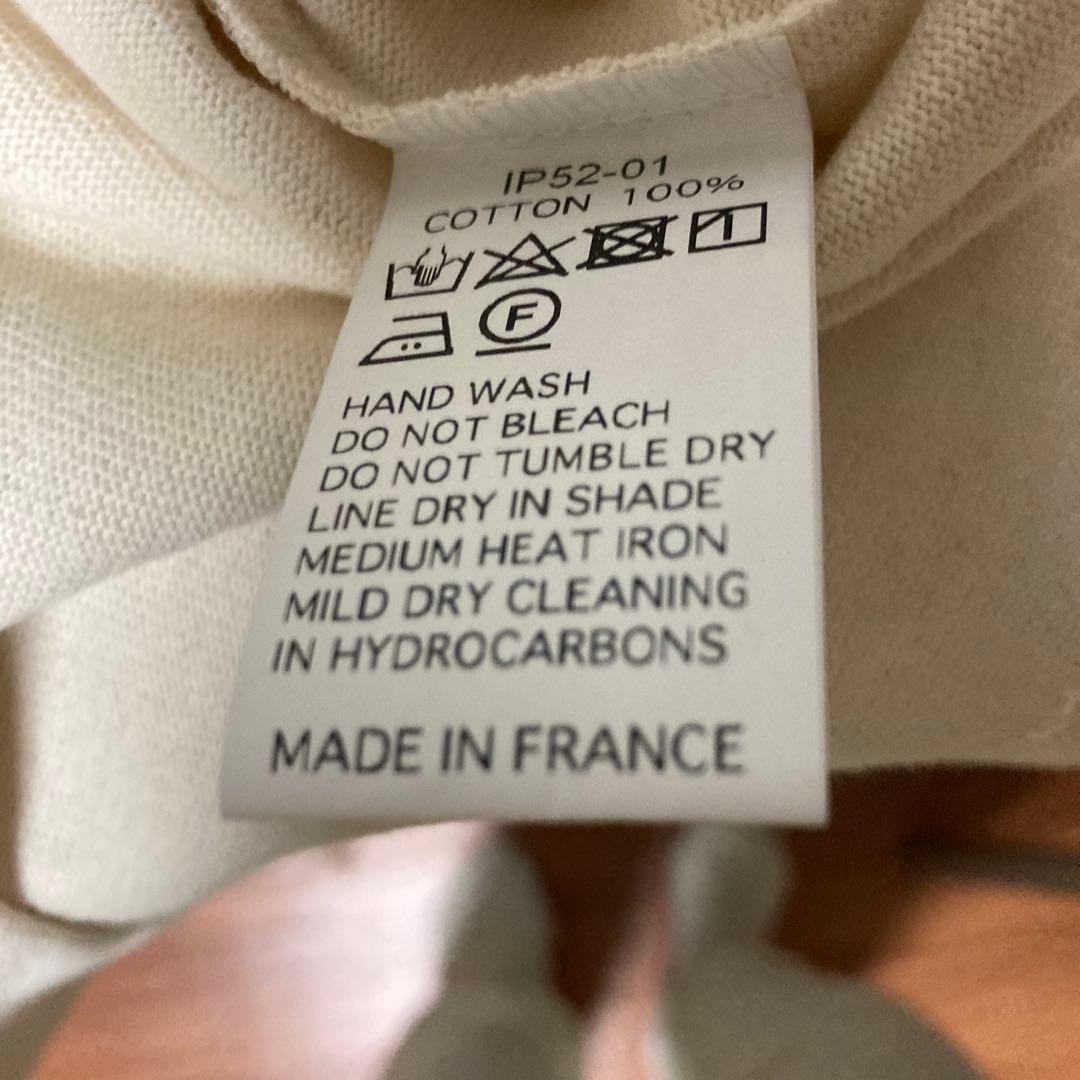 IP52-01
COTTON 100%
F
HAND WASH
DO NOT BLEACH
DO NOT TUMBLE DRY
LINE DRY IN SHADE
MEDIUM HEAT IRON
MILD DRY CLEANING
IN HYDROCARBONS
MADE IN FRANCE